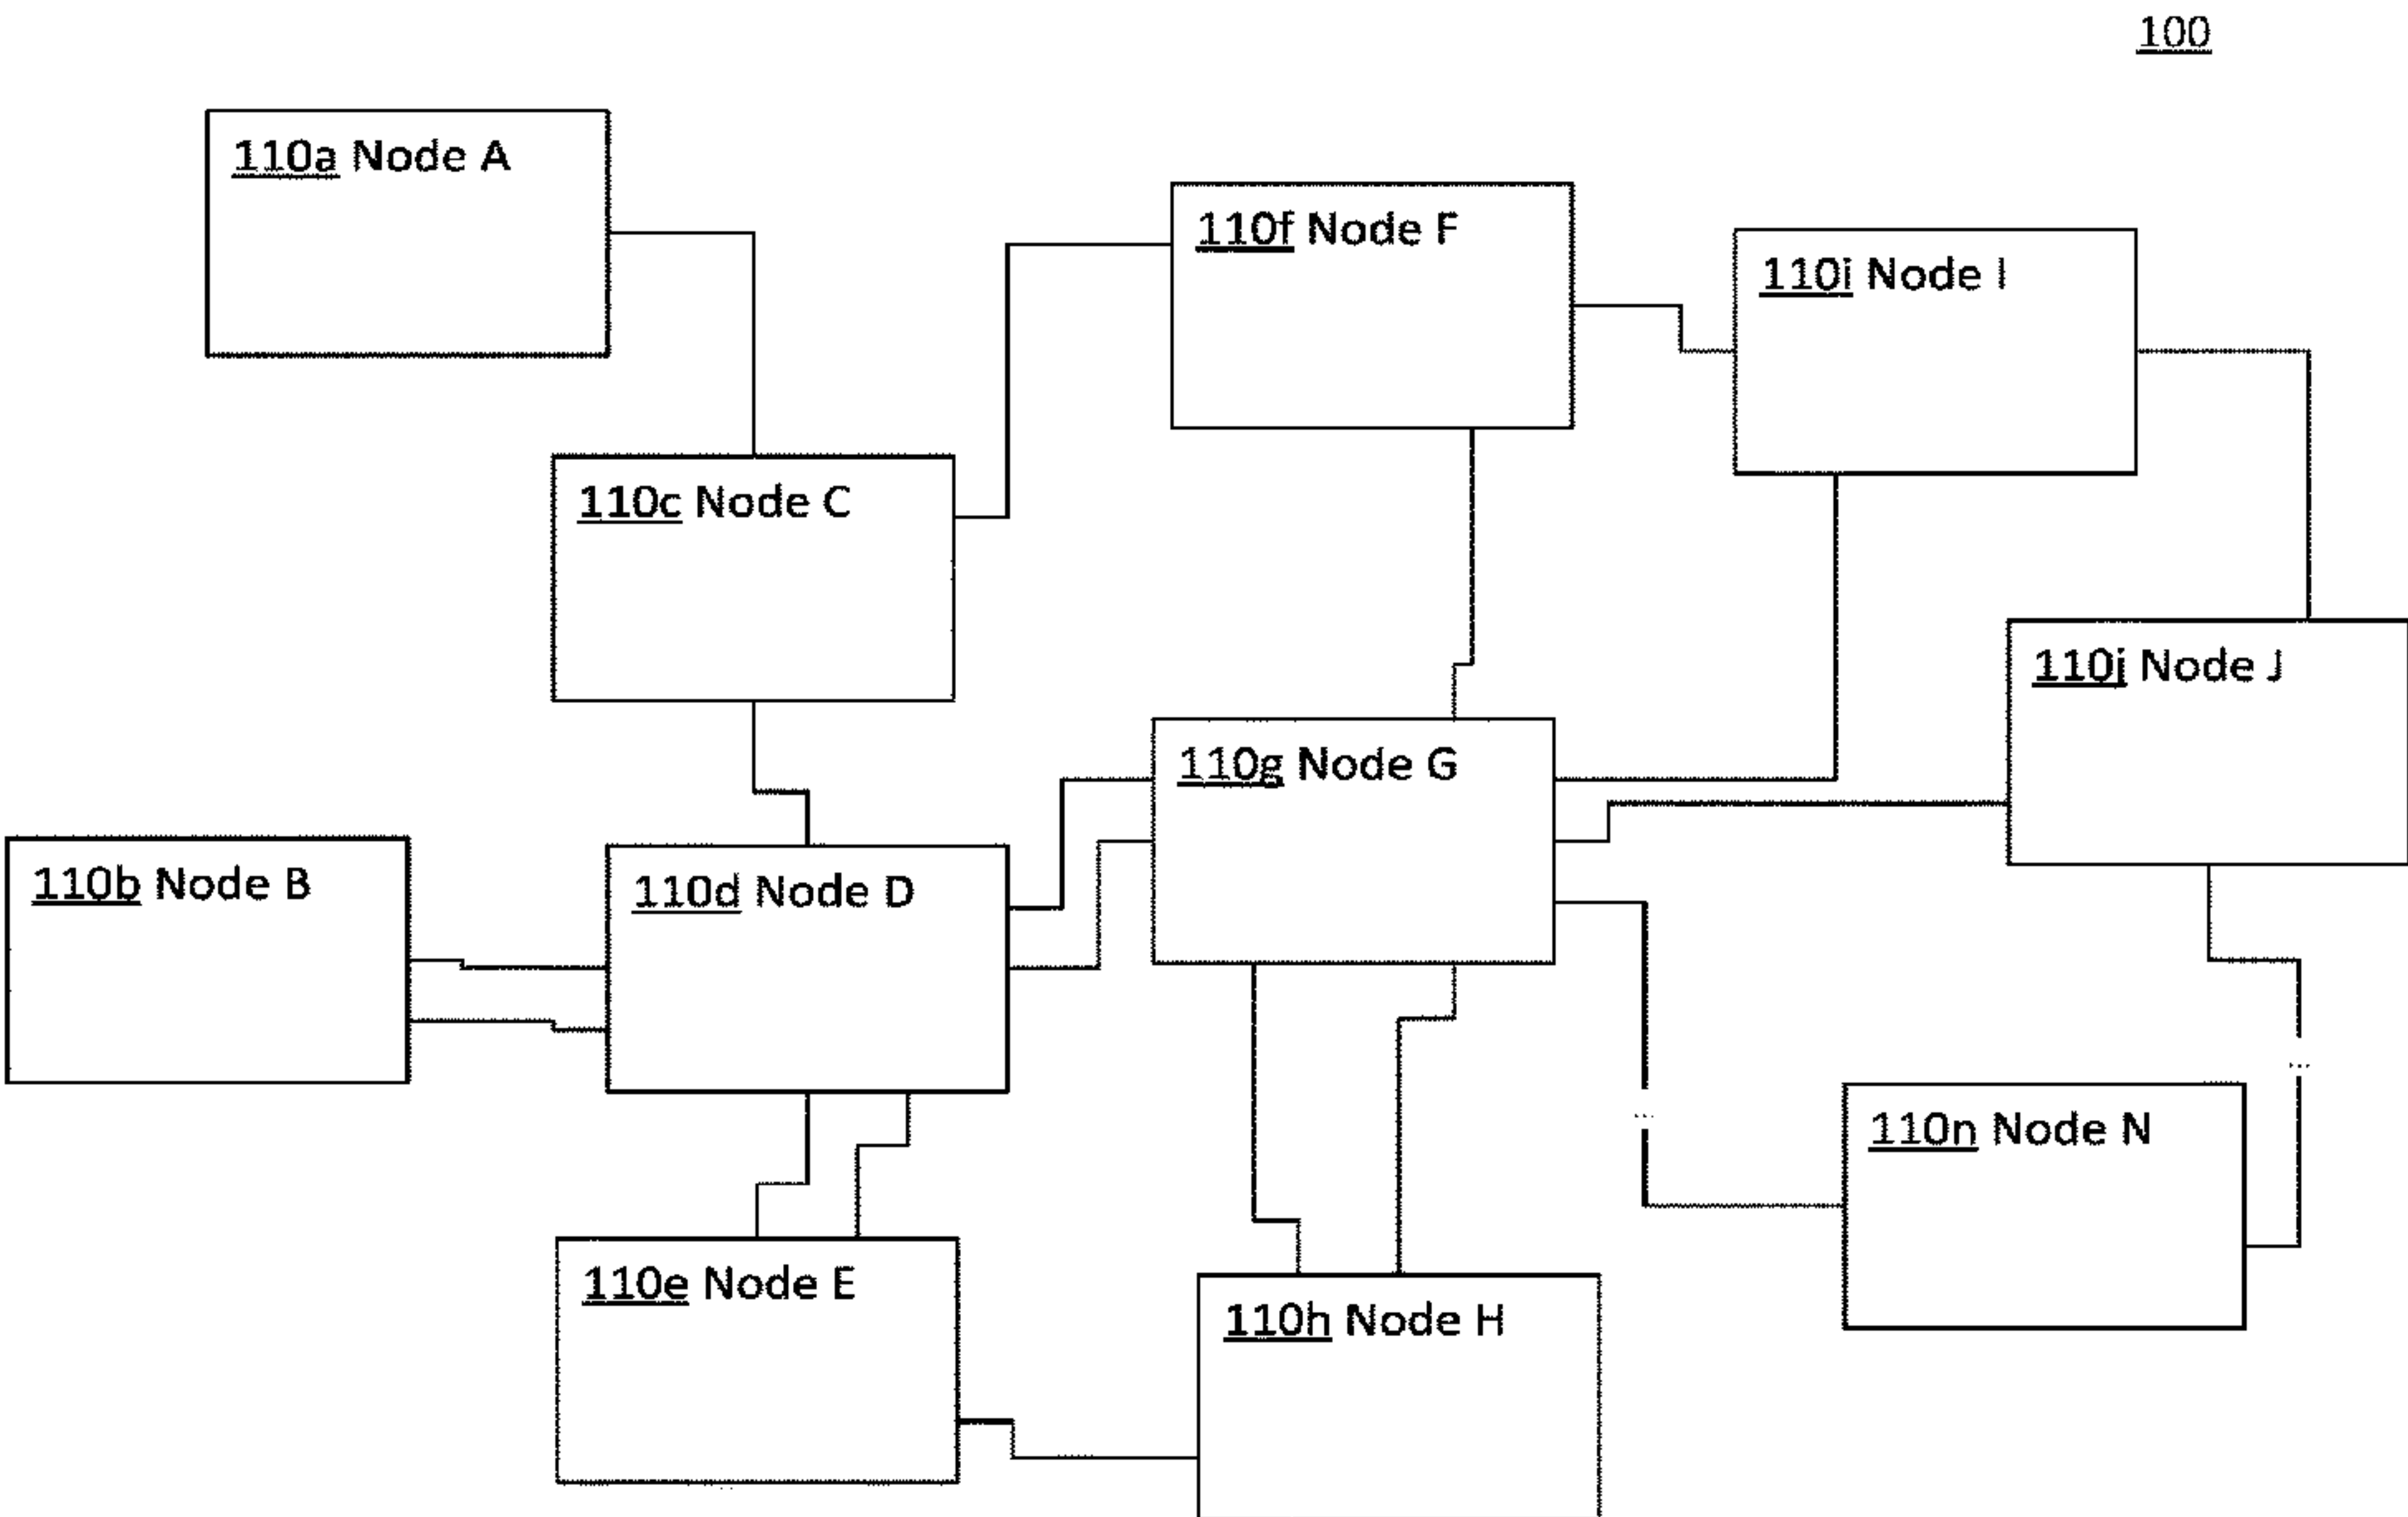 100
110a Node A
110f Node F
110i Node I
110c Node C
110j Node J
110g Node G
110b Node B
110d Node D
110n Node N
110e Node E
110h Node H